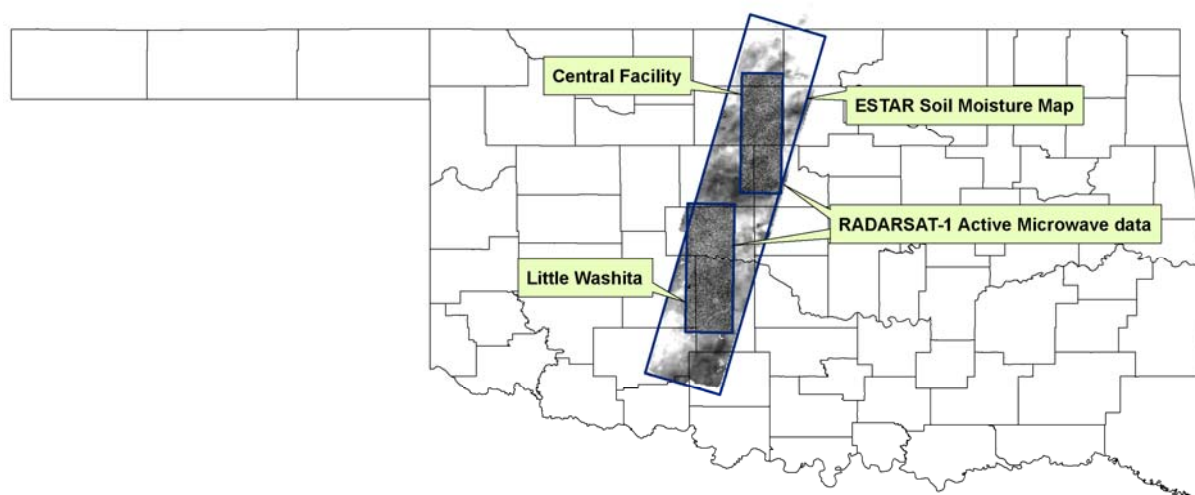 Central Facility
ESTAR Soil Moisture Map
RADARSAT-1 Active Microwave data
Little Washita